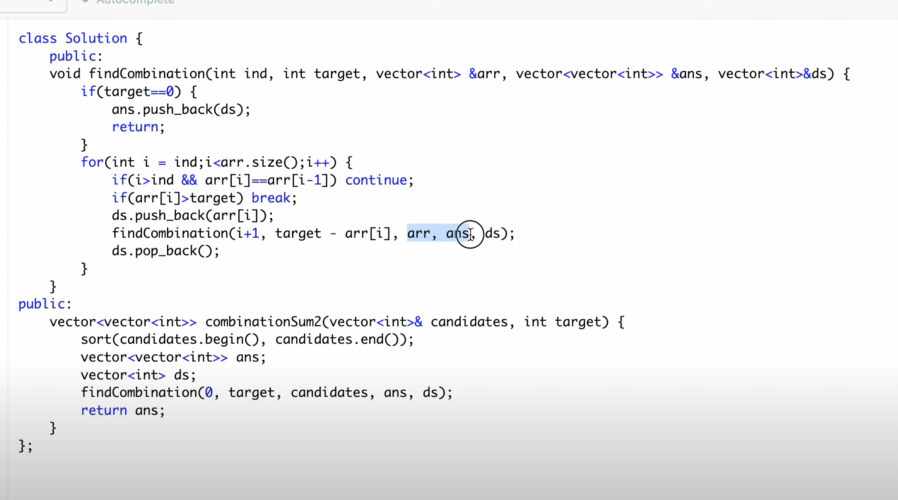 Autocomplete
class Solution {
    public:
    void findCombination(int ind, int target, vector<int> &arr, vector<vector<int>> &ans, vector<int>&ds) {
        if(target==0) {
            ans.push_back(ds);
            return;
        }
        for(int i = ind;i<arr.size();i++) {
            if(i>ind && arr[i]==arr[i-1]) continue;
            if(arr[i]>target) break;
            ds.push_back(arr[i]);
            findCombination(i+1, target - arr[i], arr, ans, ds);
            ds.pop_back();
        }
    }
public:
    vector<vector<int>> combinationSum2(vector<int>& candidates, int target) {
        sort(candidates.begin(), candidates.end());
        vector<vector<int>> ans;
        vector<int> ds;
        findCombination(0, target, candidates, ans, ds);
        return ans;
    }
};